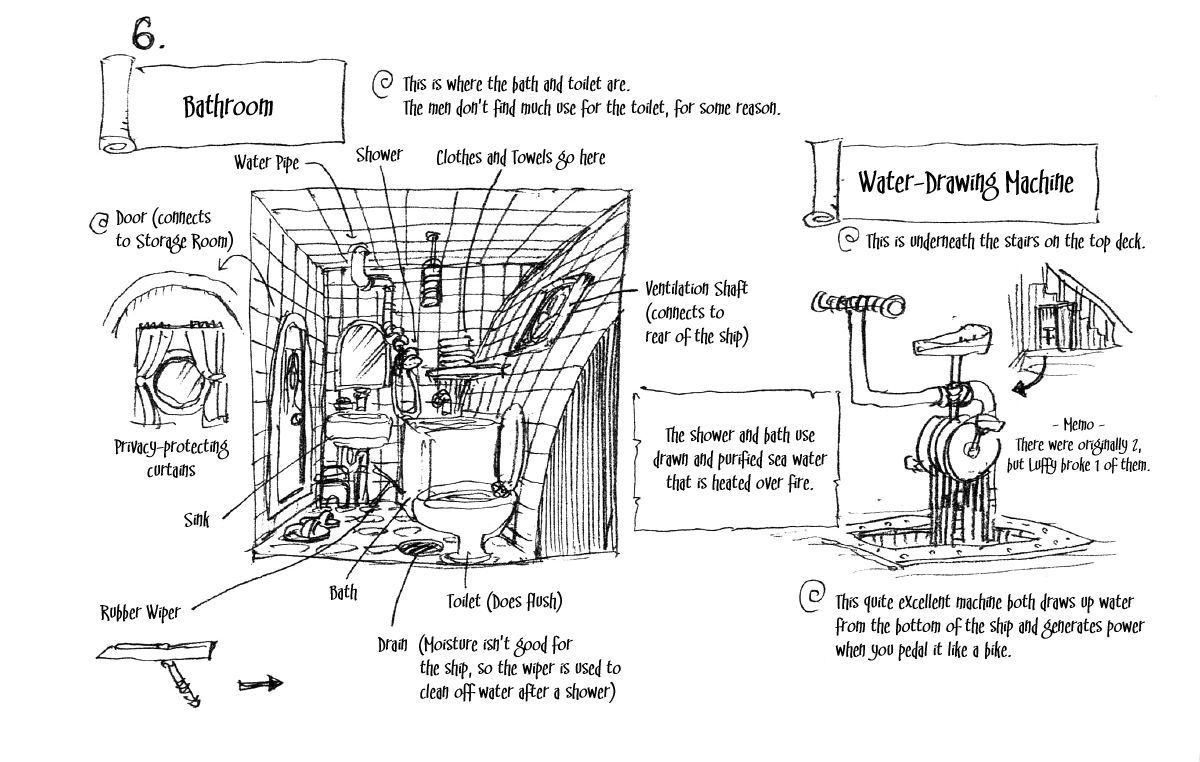 6.
Bathroom
This is where the bath and toilet are.
The men don't find much use for the toilet, for some reason.
Water Pipe
Shower
Clothes and Towels go here
Door (connects
to Storage Room)
Privacy-protecting
curtains
Sink
Rubber Wiper
Bath
Toilet (Does flush)
Drain (Moisture isn't good for
the ship, so the wiper is used to
clean off water after a shower)
Ventilation Shaft
(connects to
rear of the ship)
The shower and bath use
drawn and purified sea water
that is heated over fire.
Water-Drawing Machine
This is underneath the stairs on the top deck.
- Memo -
There were originally 2,
but Luffy broke 1 of them.
This quite excellent machine both draws up water
from the bottom of the ship and generates power
when you pedal it like a bike.